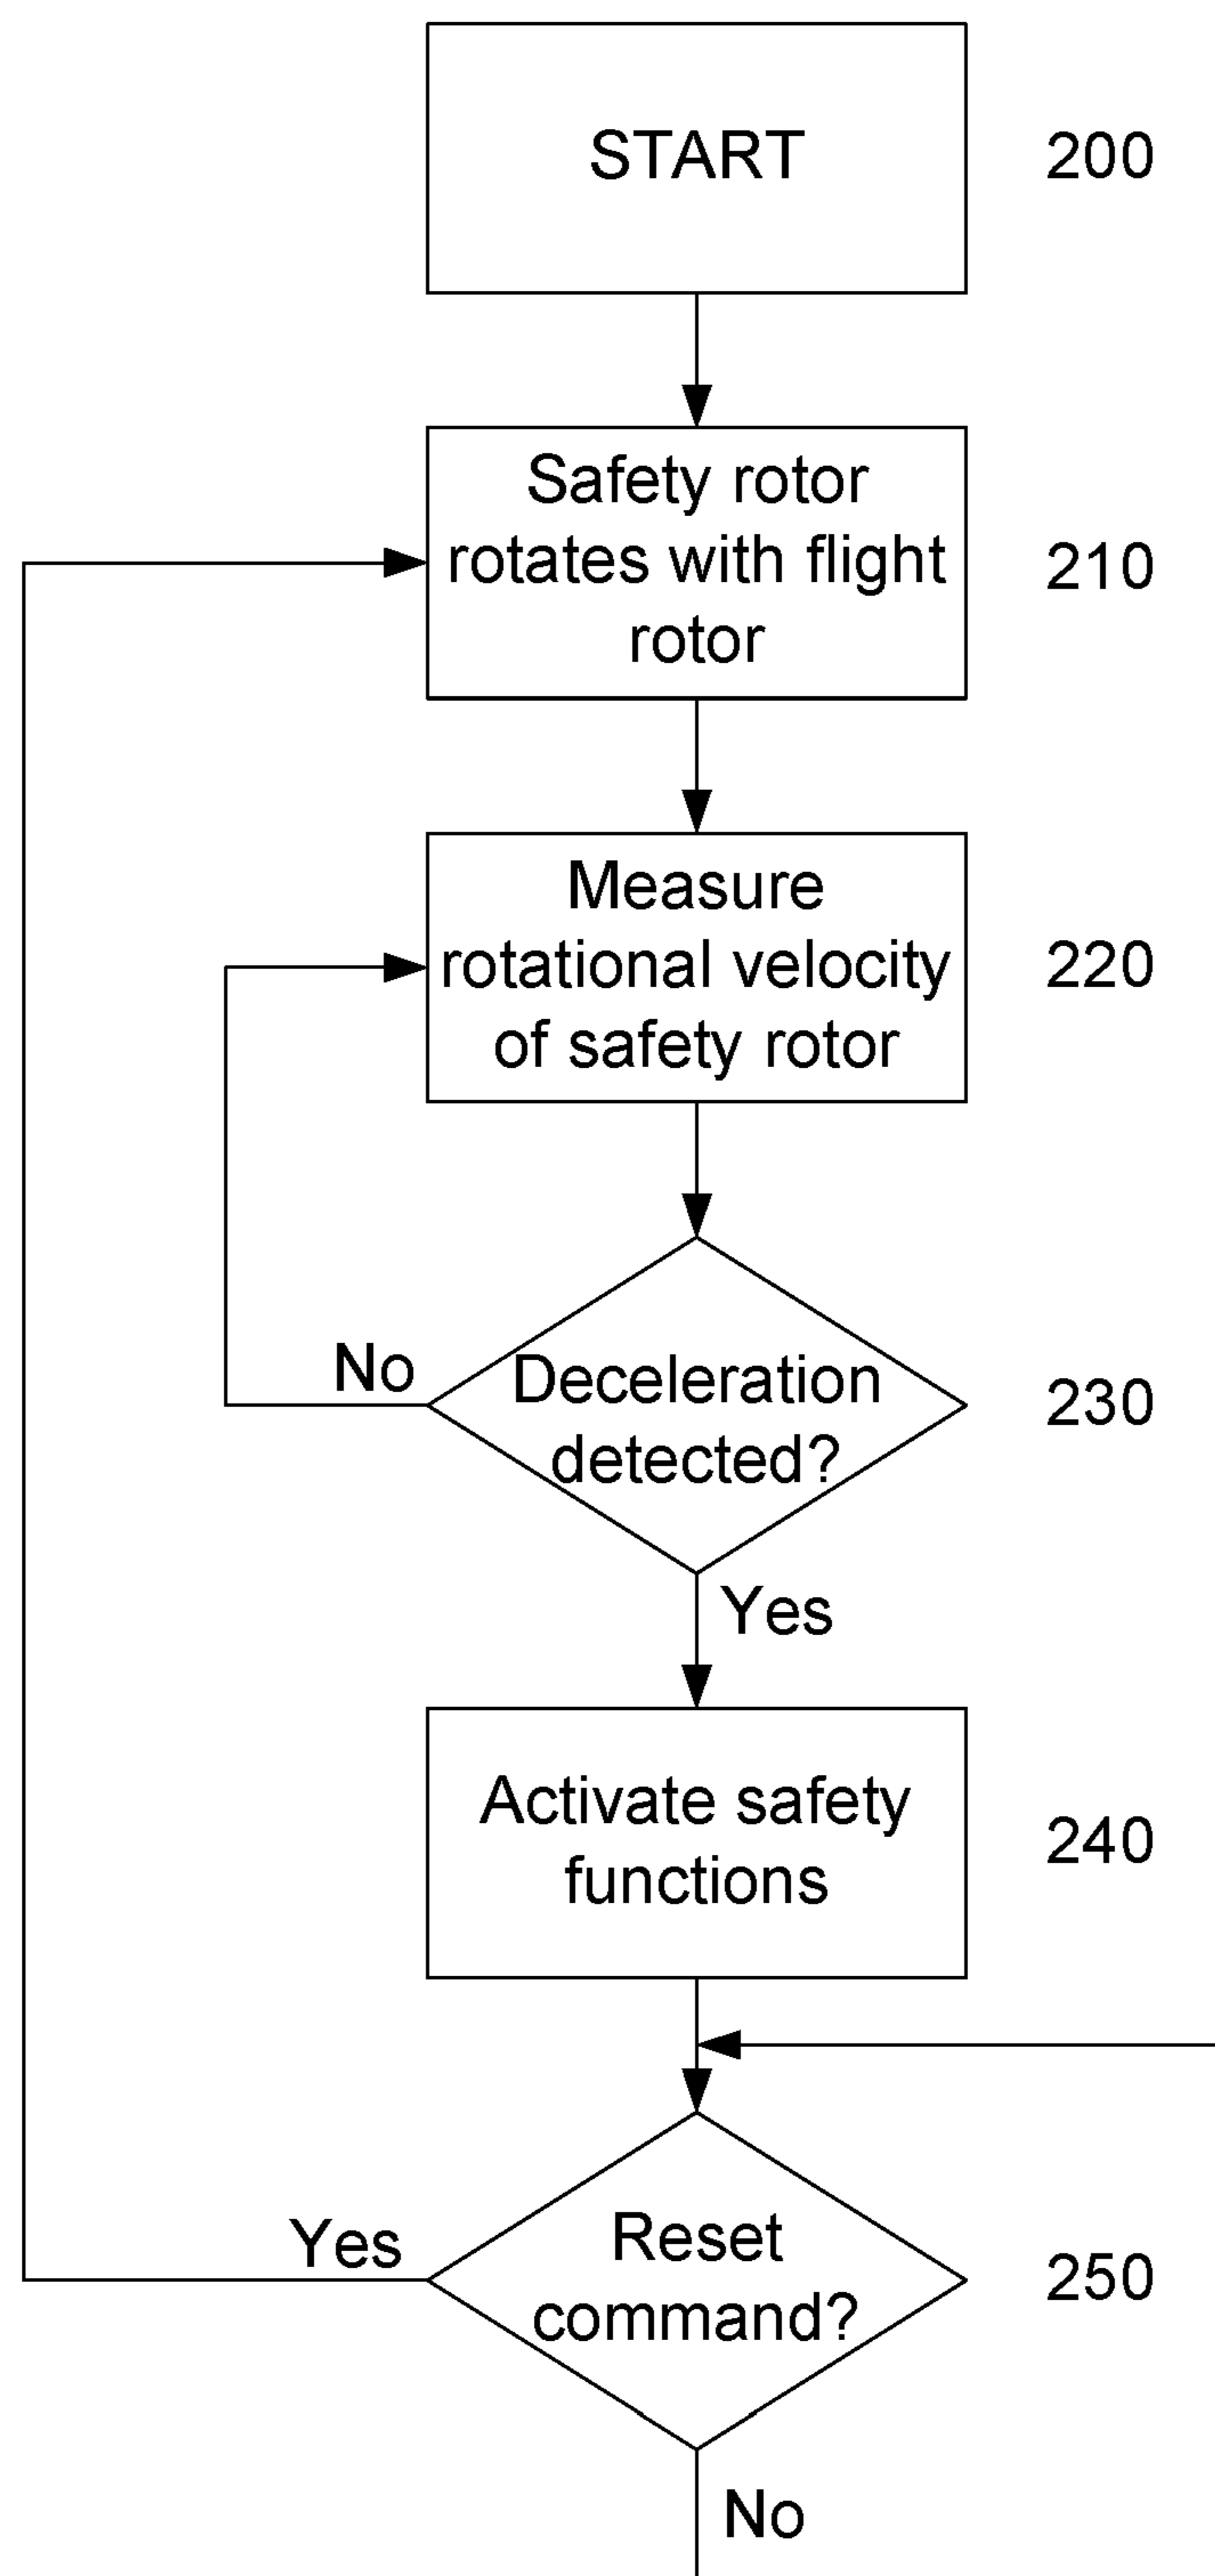 START
200
Safety rotor
rotates with flight
rotor
210
Measure
rotational velocity
of safety rotor
220
No
Deceleration
detected?
230
Yes
Activate safety
functions
240
Yes
Reset
command?
250
No